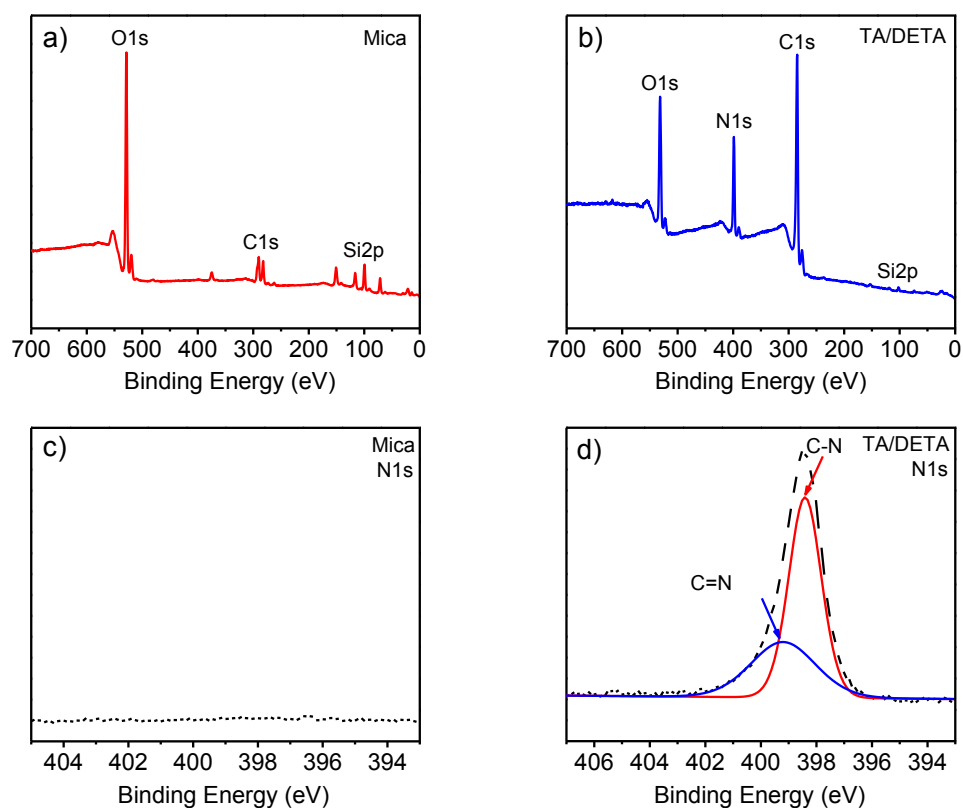 a)
Mica
O1s
C1s
Si2p
700 600 500 400 300 200 100 0
Binding Energy (eV)
b)
TA/DETA
C1s
O1s
N1s
Si2p
700 600 500 400 300 200 100 0
Binding Energy (eV)
c)
Mica
N1s
404 402 400 398 396 394
Binding Energy (eV)
d)
TA/DETA
C-N
N1s
C=N
406 404 402 400 398 396 394
Binding Energy (eV)